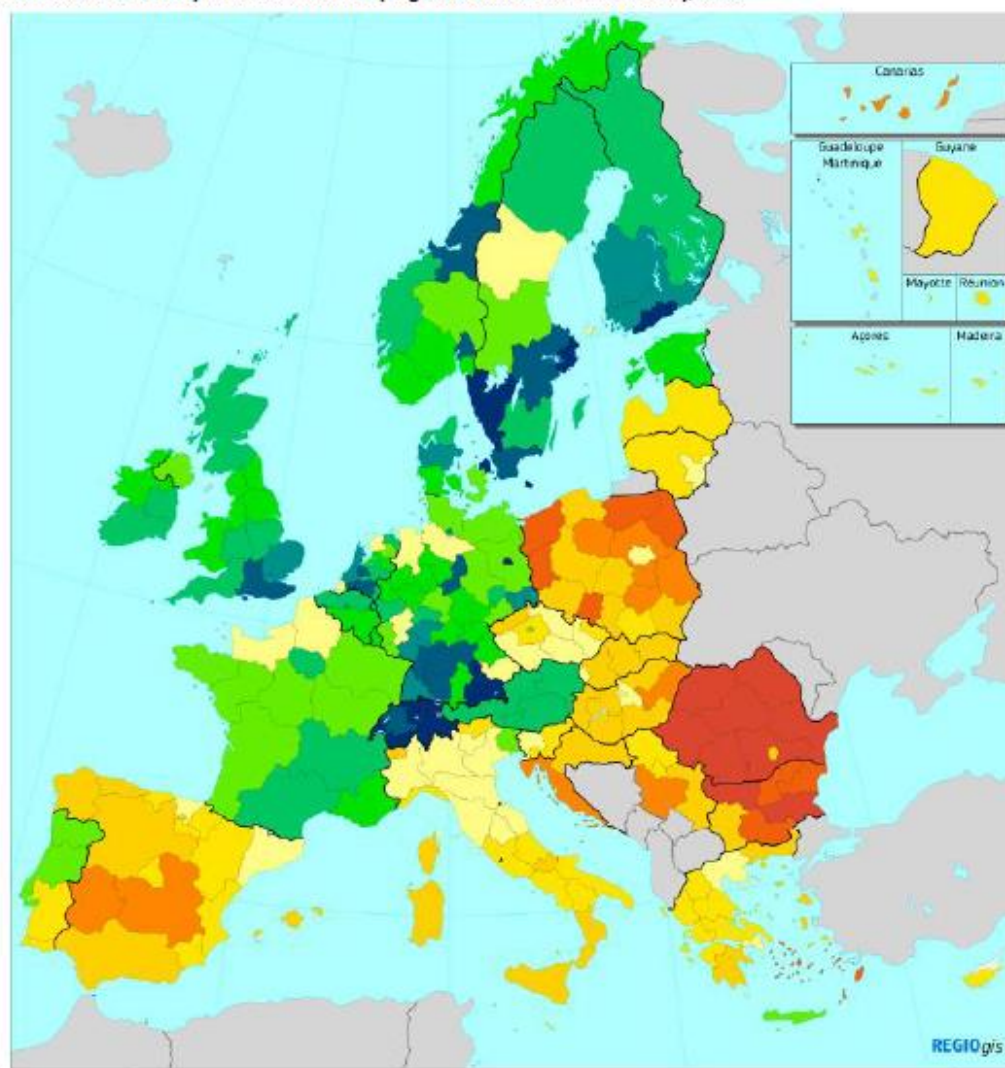 Canarias
Guadeloupe
Martinique
Guyane
Mayotte
Réunion
Açores
Madeira
REGIOgis